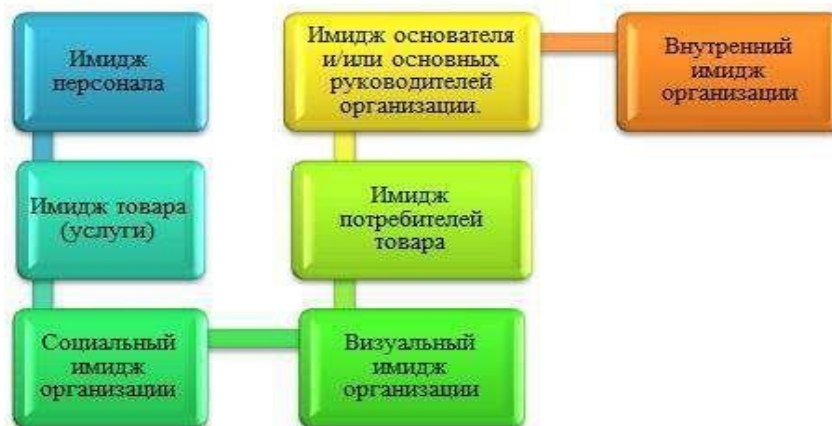 Имидж
персонала
Имидж товара
(услуги)
Социальный
имидж
организации
Визуальный
имидж
организации
Имидж
потребителей
товара
Имидж основателя
и/или основных
руководителей
организации.
Внутренний
имидж
организации